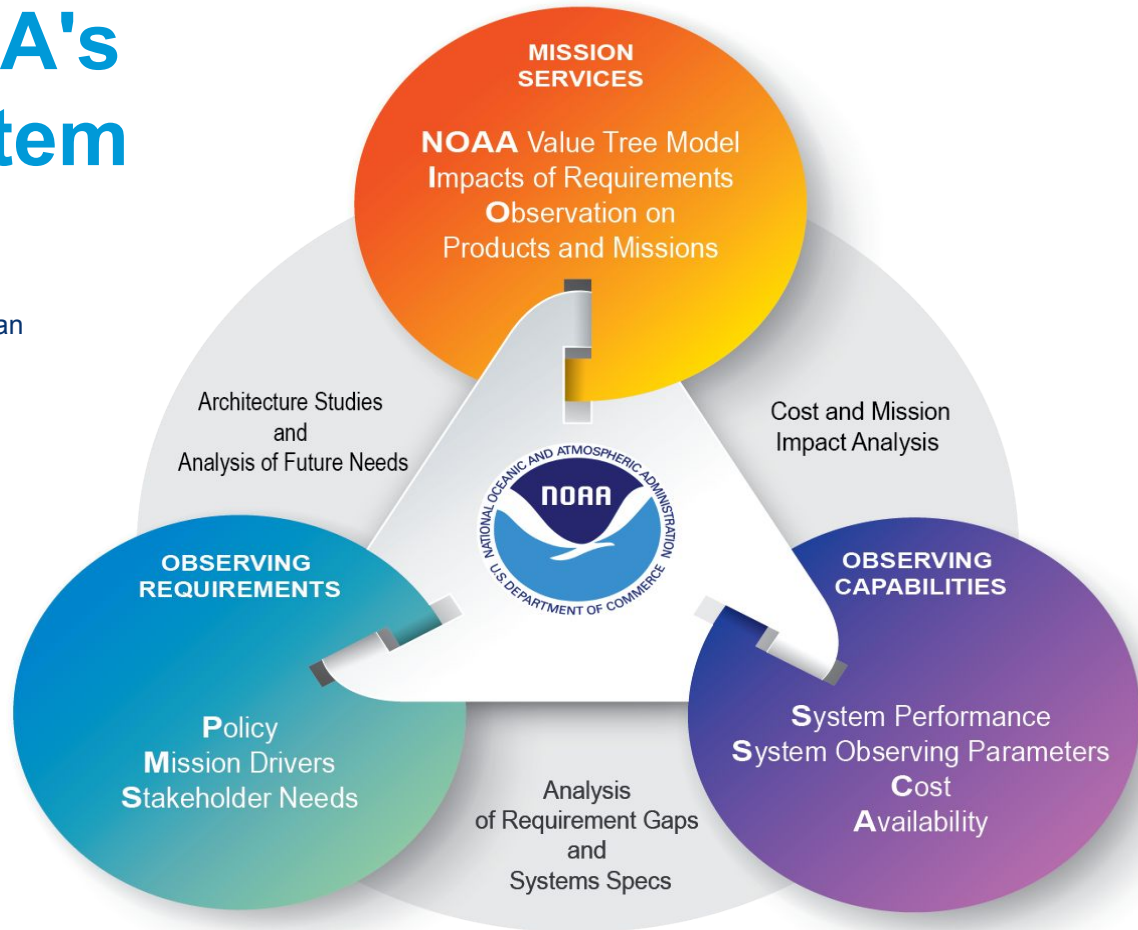 A's
tem
an
MISSION
SERVICES
NOAA Value Tree Model
Impacts of Requirements
Observation on
Products and Missions
Architecture Studies
and
Analysis of Future Needs
Cost and Mission
Impact Analysis
NATIONAL OCEANIC AND ATMOSPHERIC ADMINISTRATION
NOAA
U.S. DEPARTMENT OF COMMERCE
OBSERVING
REQUIREMENTS
Policy
Mission Drivers
Stakeholder Needs
OBSERVING
CAPABILITIES
System Performance
System Observing Parameters
Cost
Availability
Analysis
of Requirement Gaps
and
Systems Specs